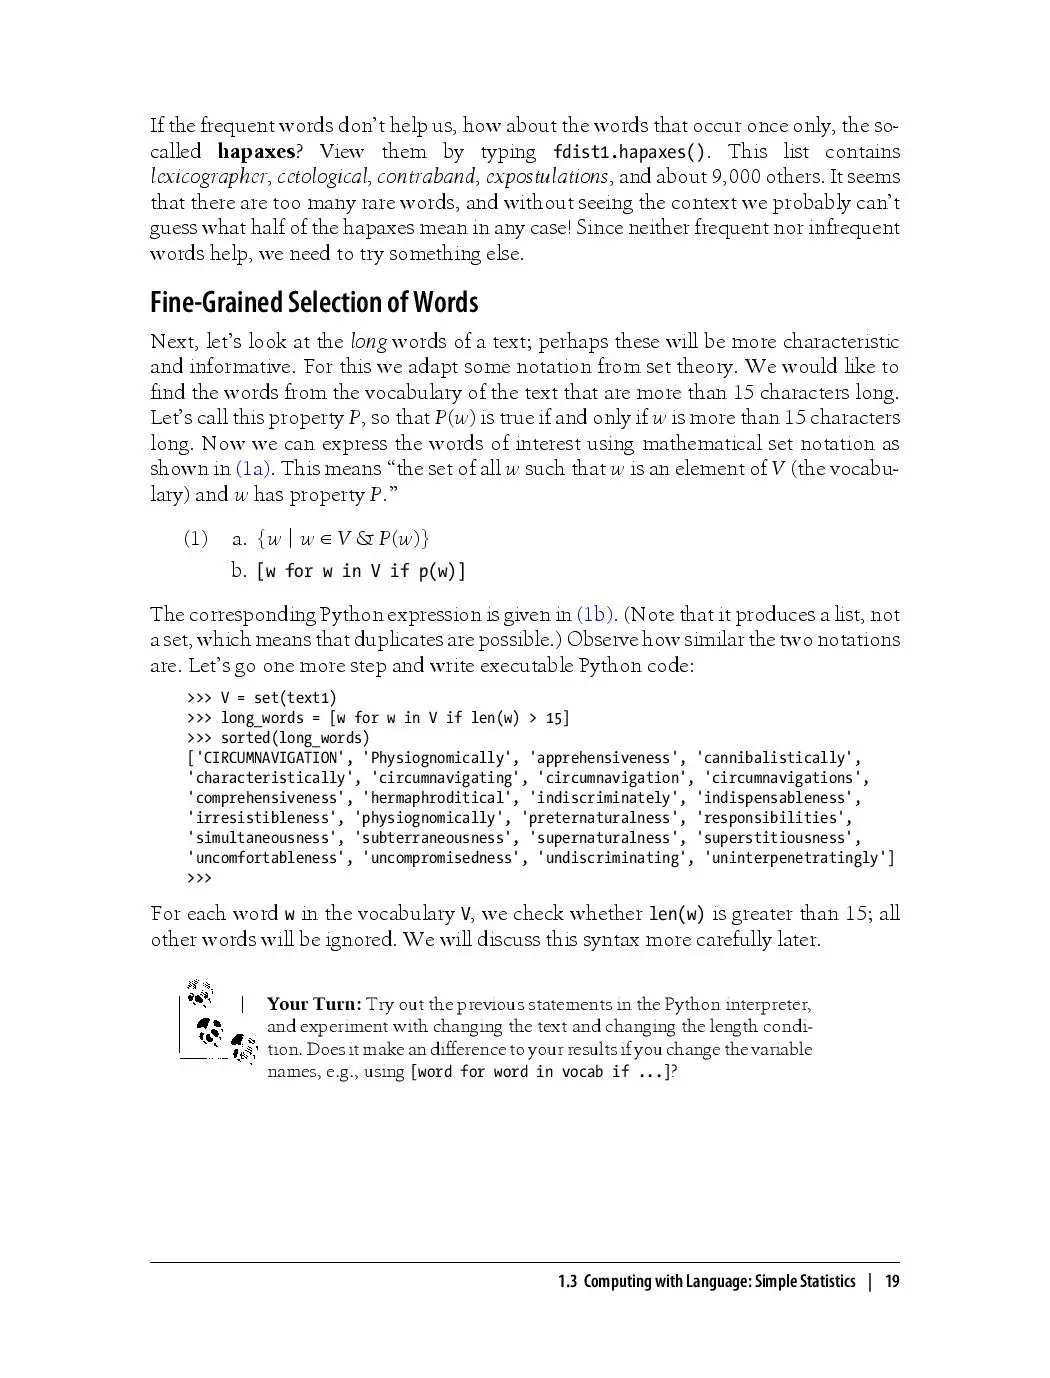 If the frequent words don’t help us, how about the words that occur once only, the so-
called hapaxes? View them by typing fdist1.hapaxes(). This list contains
lexicographer, cetological, contraband, expostulations, and about 9,000 others. It seems
that there are too many rare words, and without seeing the context we probably can’t
guess what half of the hapaxes mean in any case! Since neither frequent nor infrequent
words help, we need to try something else.
Fine-Grained Selection of Words
Next, let’s look at the long words of a text; perhaps these will be more characteristic
and informative. For this we adapt some notation from set theory. We would like to
find the words from the vocabulary of the text that are more than 15 characters long.
Let’s call this property P, so that P(w) is true if and only if w is more than 15 characters
long. Now we can express the words of interest using mathematical set notation as
shown in (1a). This means “the set of all w such that w is an element of V (the vocabu-
lary) and w has property P.”
(1) a. {w | w ∈ V & P(w)}
b. [w for w in V if p(w)]
The corresponding Python expression is given in (1b). (Note that it produces a list, not
a set, which means that duplicates are possible.) Observe how similar the two notations
are. Let’s go one more step and write executable Python code:
>>> V = set(text1)
>>> long_words = [w for w in V if len(w) > 15]
>>> sorted(long_words)
['CIRCUMNAVIGATION', 'Physiognomically', 'apprehensiveness', 'cannibalistically',
'characteristically', 'circumnavigating', 'circumnavigation', 'circumnavigations',
'comprehensiveness', 'hermaphroditical', 'indiscriminately', 'indispensableness',
'irresistibleness', 'physiognomically', 'preternaturalness', 'responsibilities',
'simultaneousness', 'subterraneousness', 'supernaturalness', 'superstitiousness',
'uncomfortableness', 'uncompromisedness', 'undiscriminating', 'uninterpenetratingly']
>>>
For each word w in the vocabulary V, we check whether len(w) is greater than 15; all
other words will be ignored. We will discuss this syntax more carefully later.
Your Turn: Try out the previous statements in the Python interpreter,
and experiment with changing the text and changing the length condi-
tion. Does it make an difference to your results if you change the variable
names, e.g., using [word for word in vocab if ...]?
1.3 Computing with Language: Simple Statistics | 19